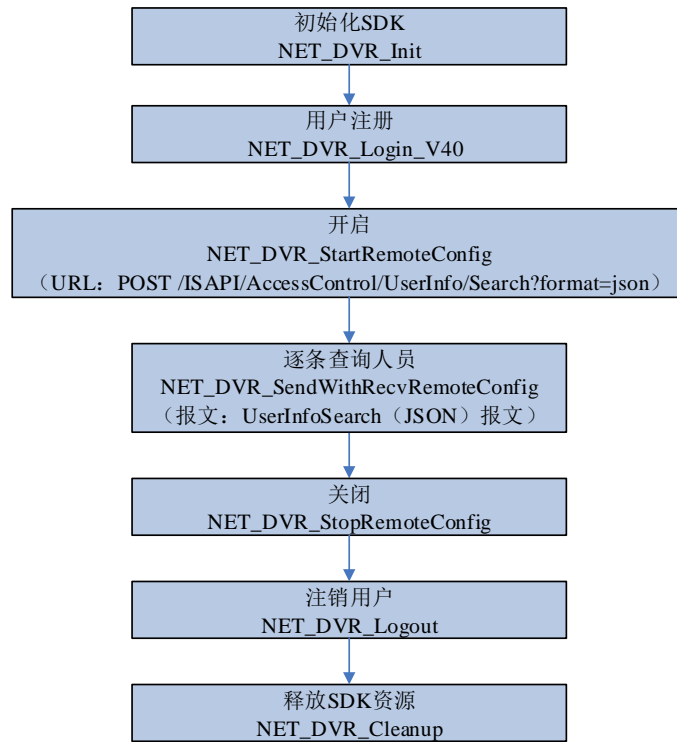 初始化SDK
NET_DVR_Init
用户注册
NET_DVR_Login_V40
开启
NET_DVR_StartRemoteConfig
（URL：POST /ISAPI/AccessControl/UserInfo/Search?format=json）
逐条查询人员
NET_DVR_SendWithRecvRemoteConfig
（报文：UserInfoSearch（JSON）报文）
关闭
NET_DVR_StopRemoteConfig
注销用户
NET_DVR_Logout
释放SDK资源
NET_DVR_Cleanup